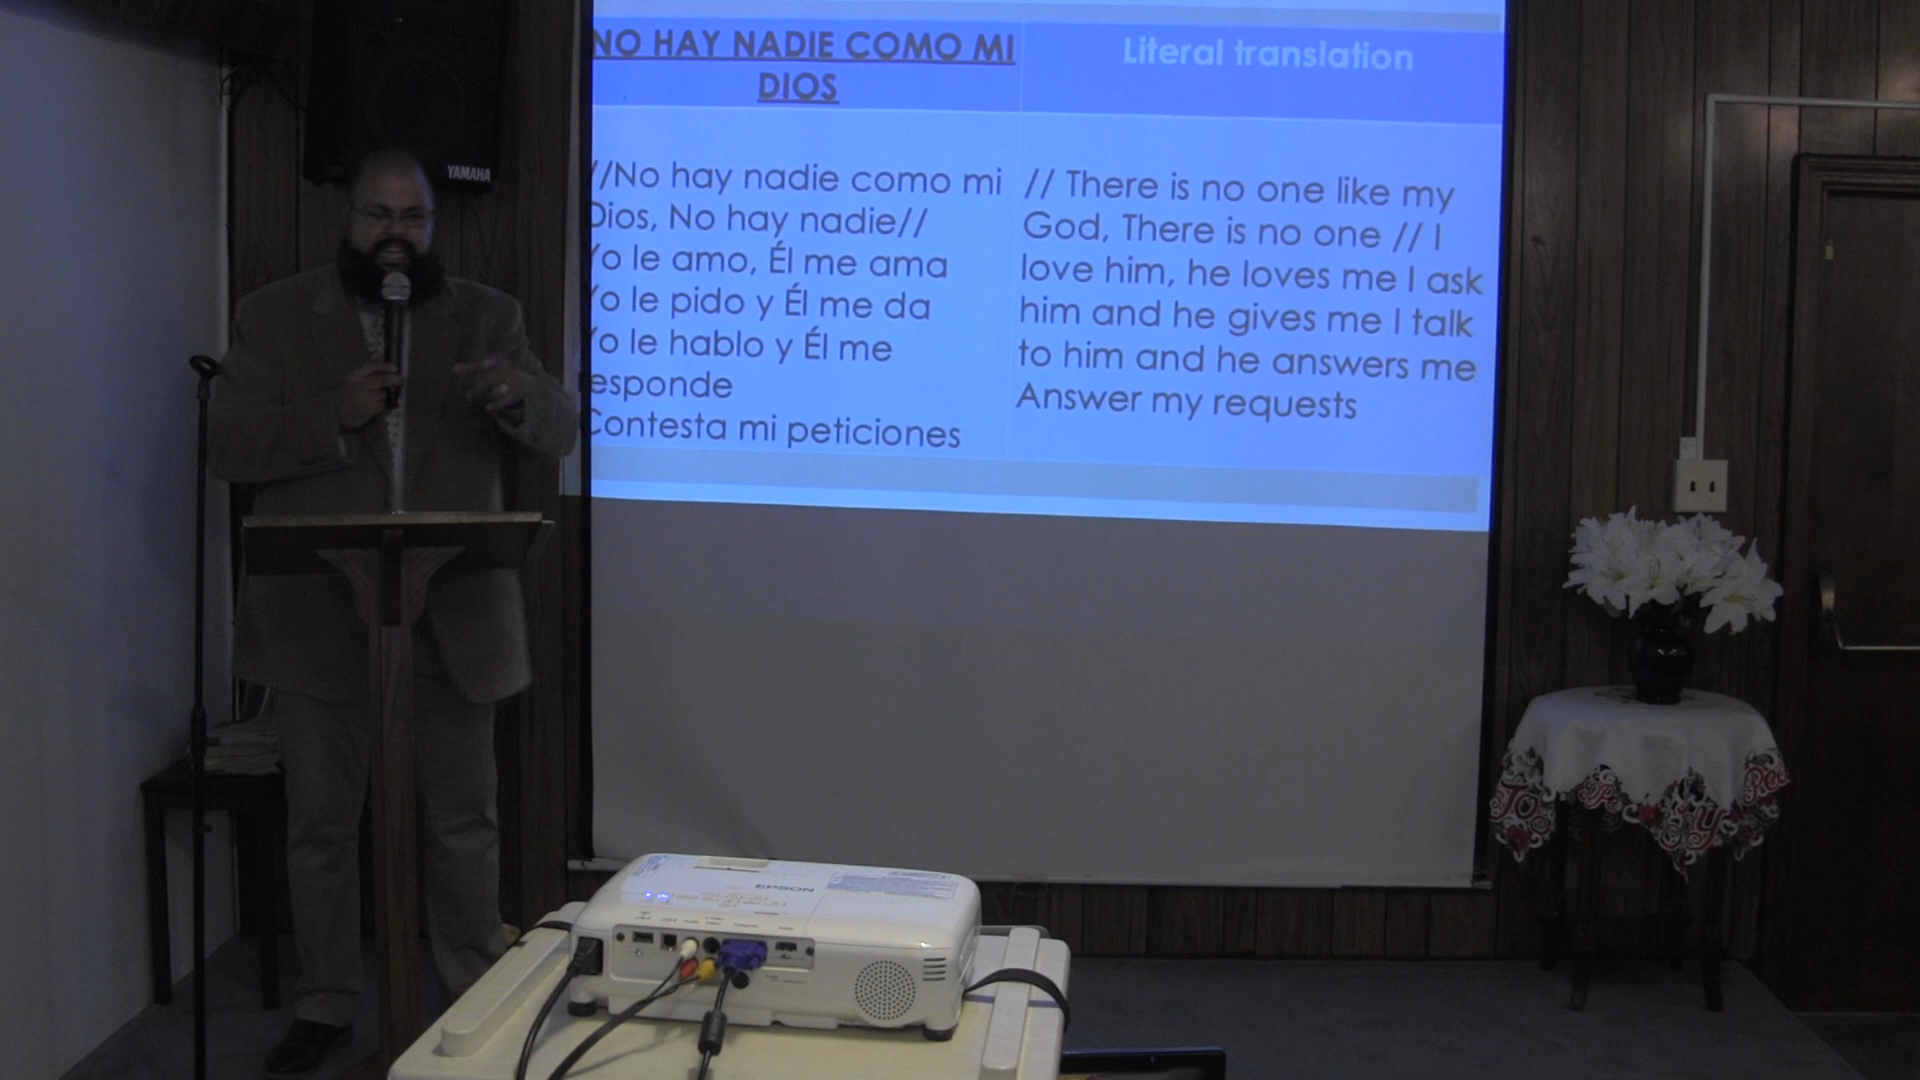 NO HAY NADIE COMO MI
DIOS
Literal translation
//No hay nadie como mi
Dios, No hay nadie//
Yo le amo, Él me ama
Yo le pido y Él me da
Yo le hablo y Él me
responde
Contesta mi peticiones
// There is no one like my
God, There is no one // I
love him, he loves me I ask
him and he gives me I talk
to him and he answers me
Answer my requests
YAMAHA
EPSON
Joy